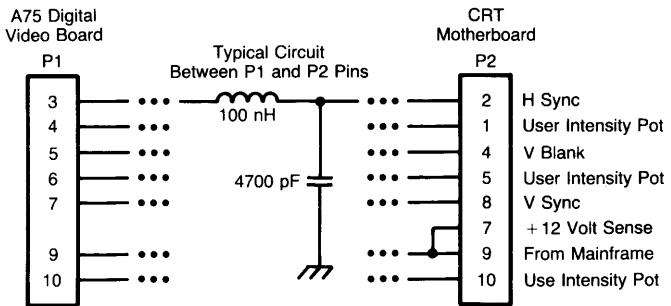 A75 Digital
Video Board
P1
Typical Circuit
Between P1 and P2 Pins
CRT
Motherboard
P2
3 100 nH 2 H Sync
4 1 User Intensity Pot
5 4 V Blank
6 4700 pF 5 User Intensity Pot
7 8 V Sync
7 +12 Volt Sense
9 9 From Mainframe
10 10 Use Intensity Pot